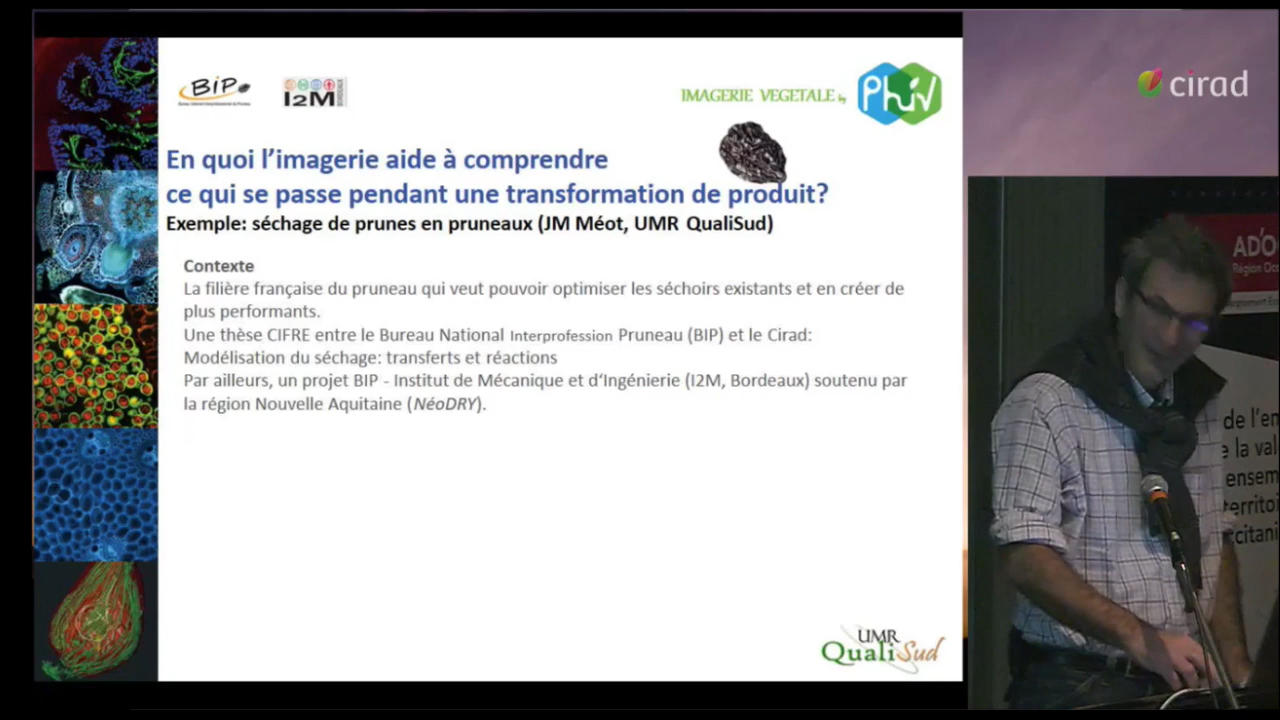 BIP
I2M
BORDEAUX
IMAGERIE VEGETALE by
PHIV
cirad
En quoi l’imagerie aide à comprendre
ce qui se passe pendant une transformation de produit?
Exemple: séchage de prunes en pruneaux (JM Méot, UMR QualiSud)
Contexte
La filière française du pruneau qui veut pouvoir optimiser les séchoirs existants et en créer de
plus performants.
Une thèse CIFRE entre le Bureau National Interprofession Pruneau (BIP) et le Cirad:
Modélisation du séchage: transferts et réactions
Par ailleurs, un projet BIP - Institut de Mécanique et d‘Ingénierie (I2M, Bordeaux) soutenu par
la région Nouvelle Aquitaine (NéoDRY).
UMR
QualiSud
AD'O
Région Occ
de l'en
e la val
ensem
territo
ccitani